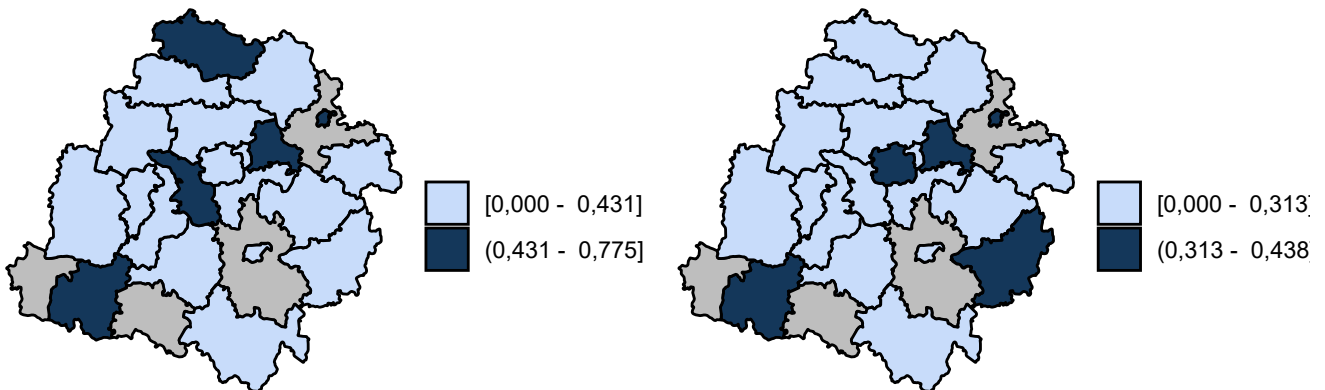 [0,000 -  0,431]
(0,431 -  0,775]
[0,000 -  0,313]
(0,313 -  0,438